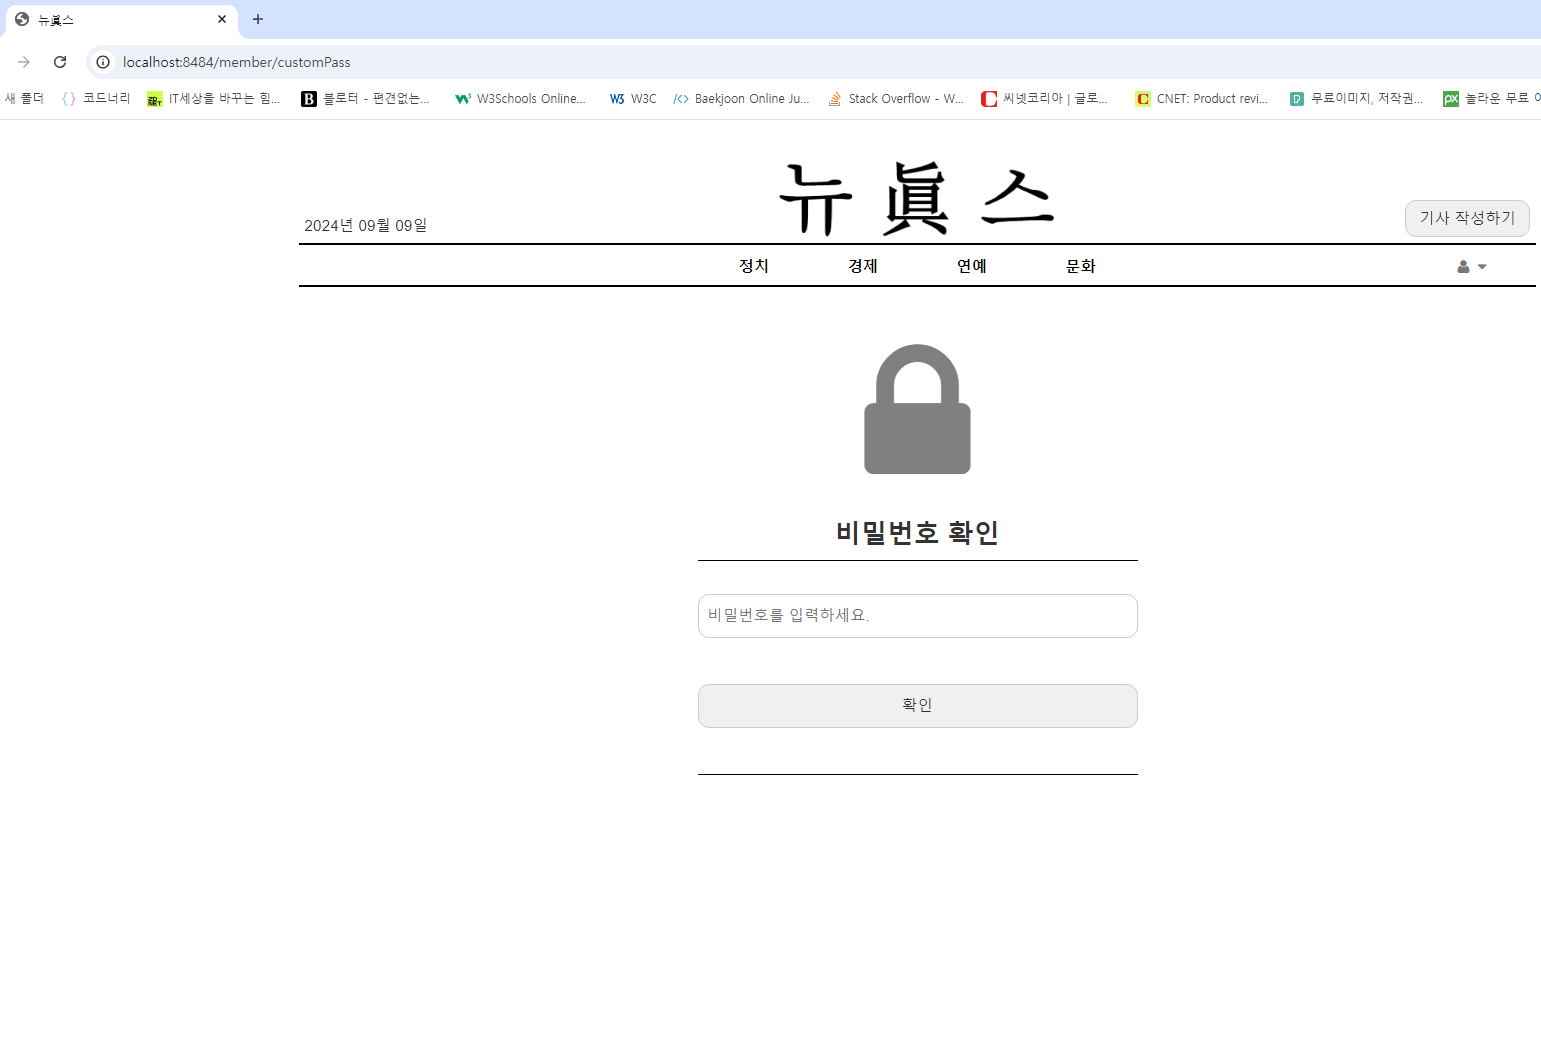 뉴眞스
localhost:8484/member/customPass
새 폴더 코드너리 IT세상을 바꾸는 힘... 블로터 - 편견없는... W3Schools Online... W3C Baekjoon Online Ju... Stack Overflow - W... 씨넷코리아 | 글로... CNET: Product revi... 무료이미지, 저작권... 놀라운 무료 이
뉴眞스
2024년 09월 09일
기사 작성하기
정치 경제 연예 문화
비밀번호 확인
비밀번호를 입력하세요.
확인